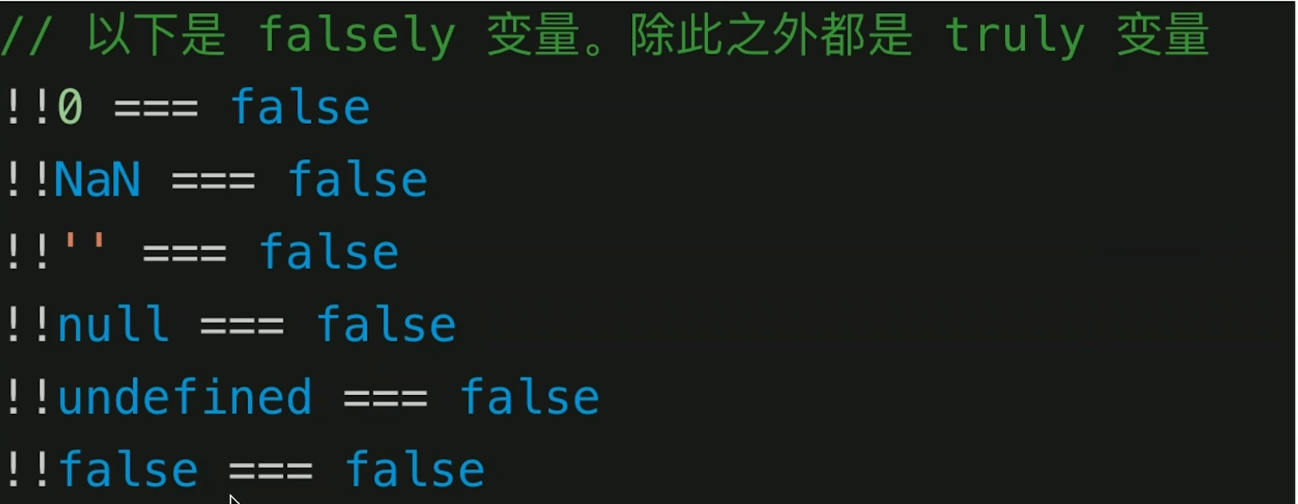 // 以下是 falsely 变量。除此之外都是 truly 变量
!!0 === false
!!NaN === false
!!'' === false
!!null === false
!!undefined === false
!!false === false